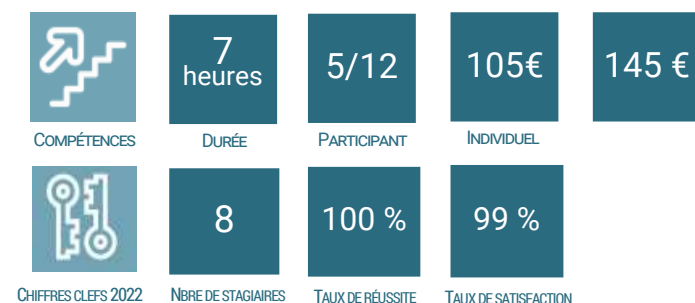 7
heures
5/12
105€
145 €
COMPÉTENCES
DURÉE
PARTICIPANT
INDIVIDUEL
8
100 %
99 %
CHIFFRES CLEFS 2022
NBRE DE STAGIAIRES
TAUX DE RÉUSSITE
TAUX DE SATISFACTION